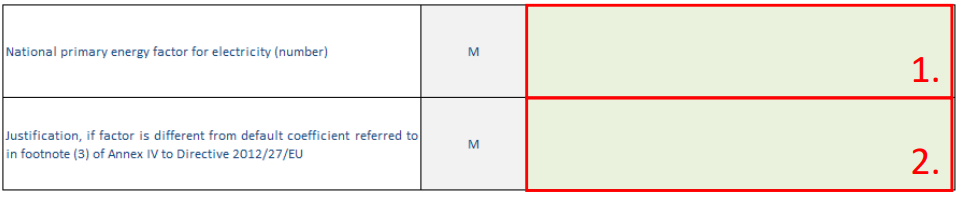 National primary energy factor for electricity (number)
M
1.
Justification, if factor is different from default coefficient referred to
in footnote (3) of Annex IV to Directive 2012/27/EU
M
2.